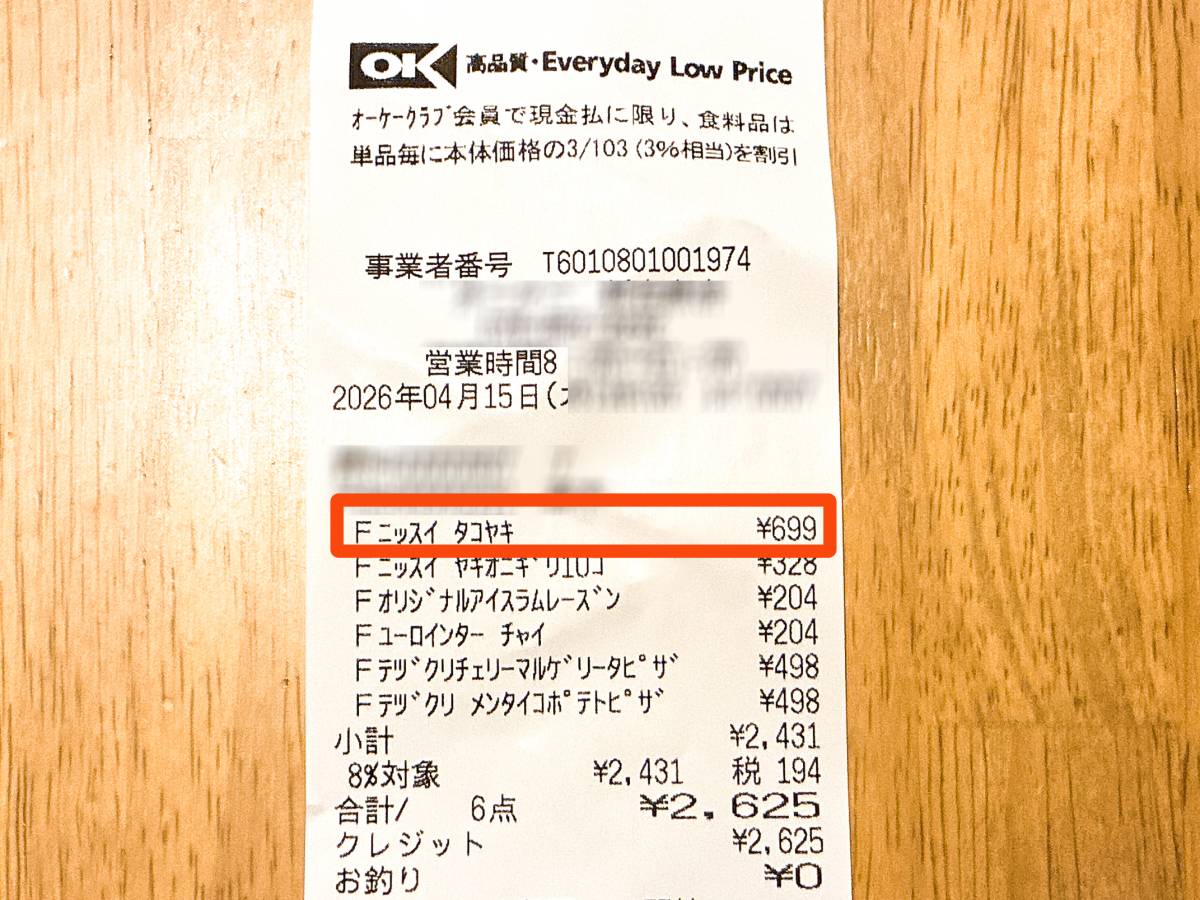 OK 高品質・Everyday Low Price
ｵｰｹｰｸﾗﾌﾞ会員で現金払に限り、食料品は
単品毎に本体価格の3/103(3%相当)を割引
事業者番号 T6010801001974
営業時間8
2026年04月15日(
Fﾆｯｽｲ ﾀｺﾔｷ ¥699
Fﾆｯｽｲ ﾔｷｵﾆｷﾞﾘ10ｺ ¥328
Fｵﾘｼﾞﾅﾙｱｲｽﾗﾑﾚｰｽﾞﾝ ¥204
Fﾕｰﾛｲﾝﾀｰ ﾁｬｲ ¥204
Fﾃﾂﾞｸﾘﾁｪﾘｰﾏﾙｹﾞﾘｰﾀﾋﾟｻﾞ ¥498
Fﾃﾂﾞｸﾘ ﾒﾝﾀｲｺﾎﾟﾃﾄﾋﾟｻﾞ ¥498
小計 ¥2,431
8%対象 ¥2,431 税 194
合計/ 6点 ¥2,625
クレジット ¥2,625
お釣り ¥0